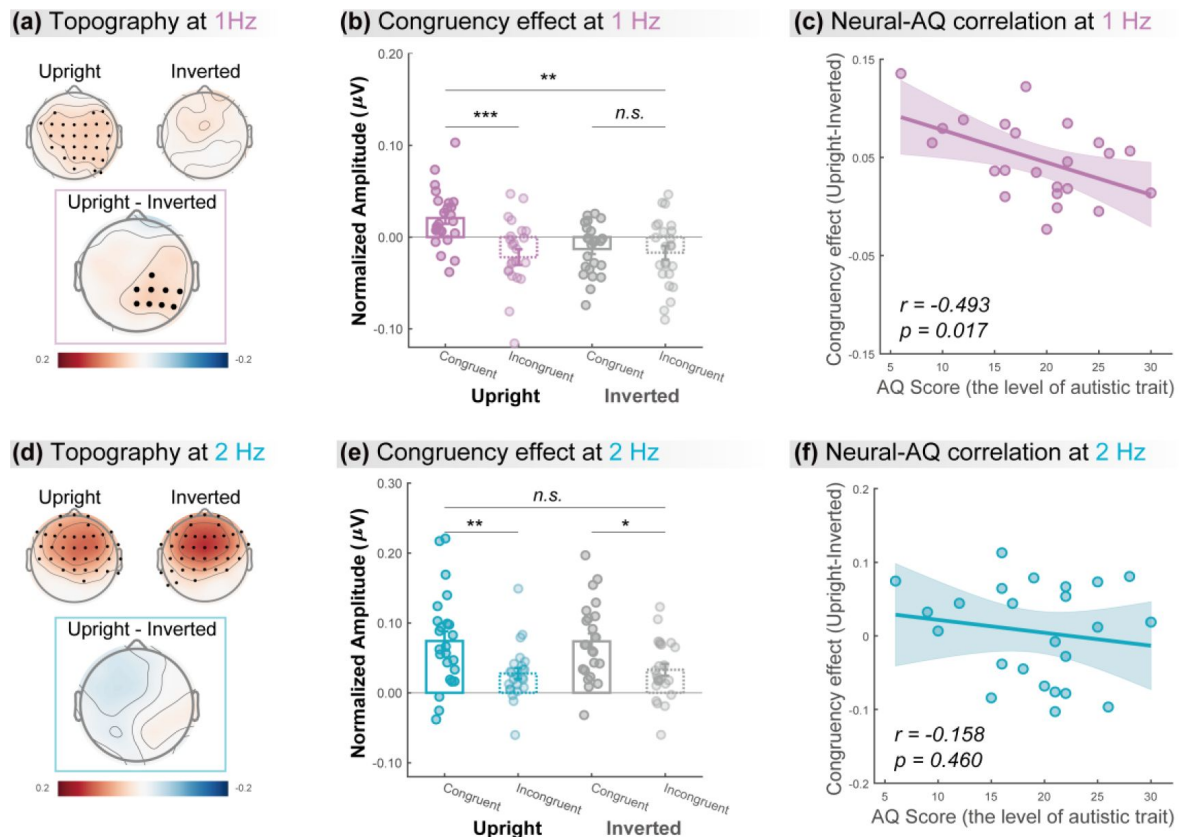 (a) Topography at 1Hz
Upright Inverted
Upright - Inverted
0.2 -0.2
(b) Congruency effect at 1 Hz
Normalized Amplitude (μV)
0.20
0.10
0.00
-0.10
**
***
n.s.
Congruent Incongruent Congruent Incongruent
Upright Inverted
(c) Neural-AQ correlation at 1 Hz
Congruency effect (Upright-Inverted)
0.15
0.05
-0.05
-0.15
r = -0.493
p = 0.017
5 10 15 20 25 30
AQ Score (the level of autistic trait)
(d) Topography at 2 Hz
Upright Inverted
Upright - Inverted
0.2 -0.2
(e) Congruency effect at 2 Hz
Normalized Amplitude (μV)
0.30
0.20
0.10
0.00
-0.10
n.s.
**
*
Congruent Incongruent Congruent Incongruent
Upright Inverted
(f) Neural-AQ correlation at 2 Hz
Congruency effect (Upright-Inverted)
0.2
0.1
0
-0.1
-0.2
r = -0.158
p = 0.460
5 10 15 20 25 30
AQ Score (the level of autistic trait)